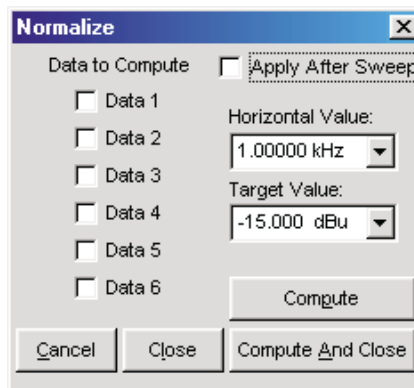 Normalize
Data to Compute
Apply After Sweep
Data 1
Data 2
Data 3
Data 4
Data 5
Data 6
Horizontal Value:
1.00000 kHz
Target Value:
-15.000 dBu
Compute
Cancel
Close
Compute And Close